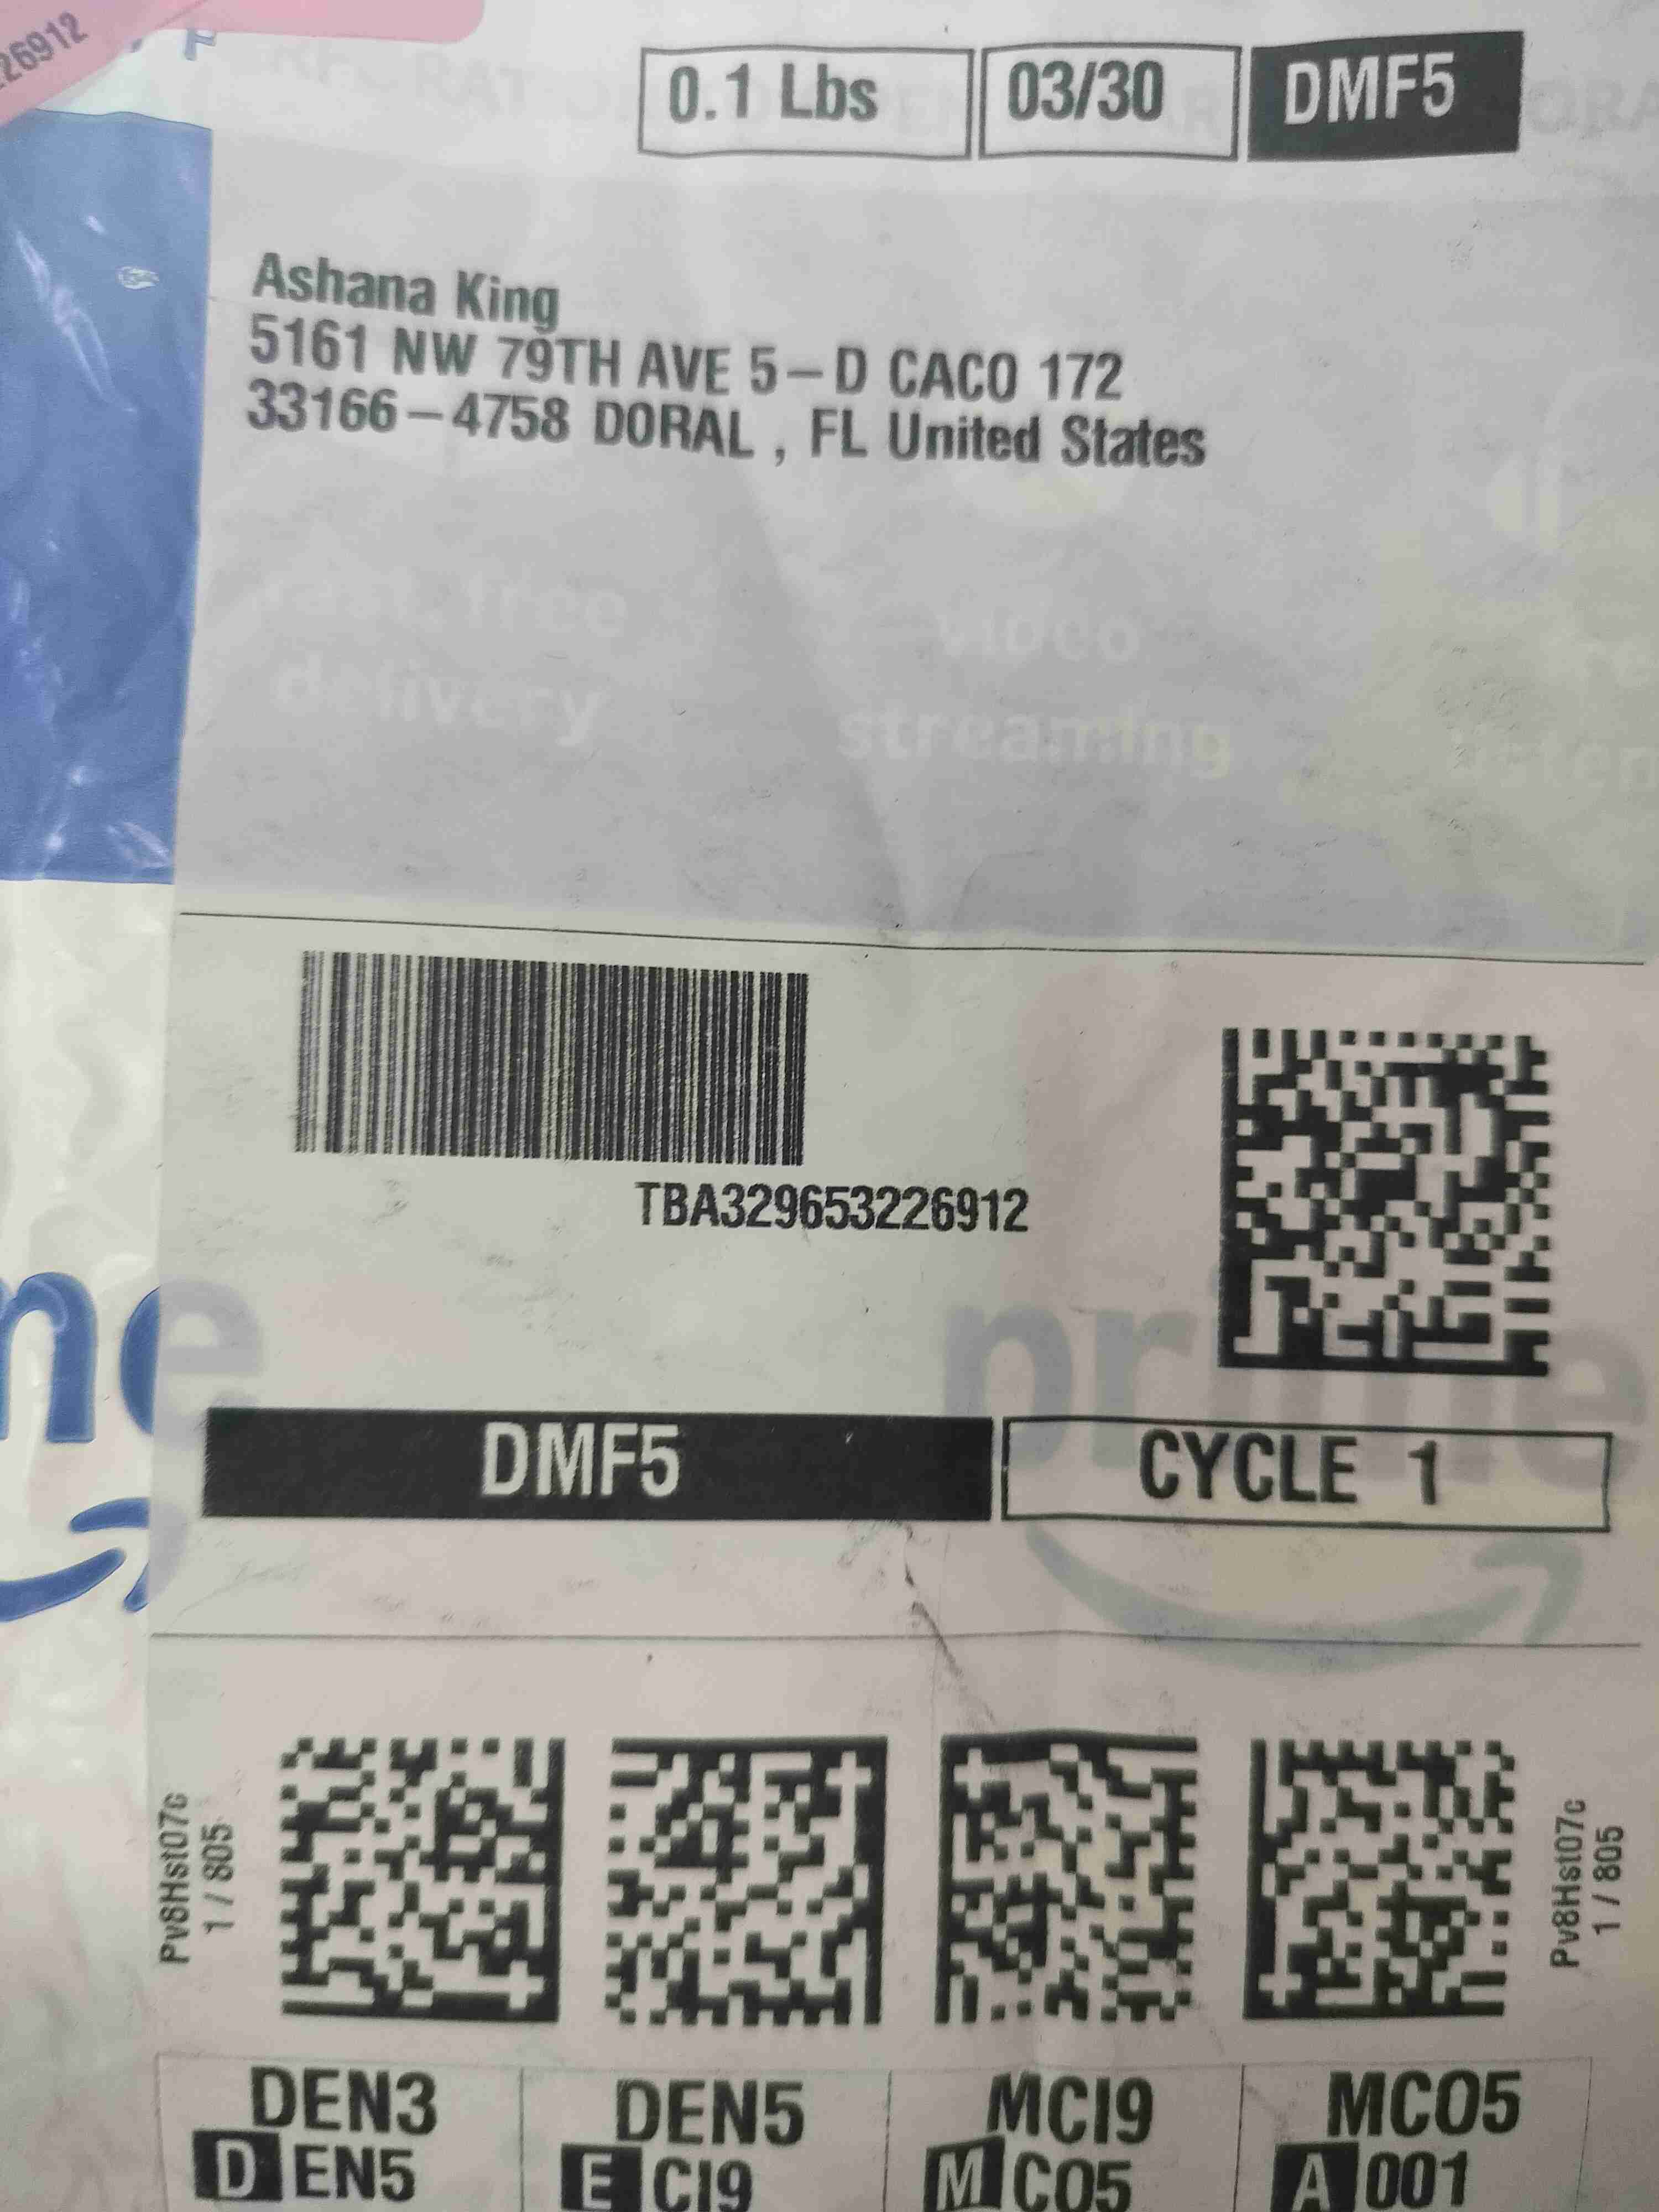 26912
0.1 Lbs 03/30 DMF5
Ashana King
5161 NW 79TH AVE 5-D CACO 172
33166-4758 DORAL , FL United States
fast, free
delivery
video
streaming
TBA329653226912
prime
DMF5 CYCLE 1
Pv8Hst07c
1 / 805
Pv8Hst07c
1 / 805
DEN3 DEN5 MCI9 MCO5
D EN5 E CI9 M CO5 A 001